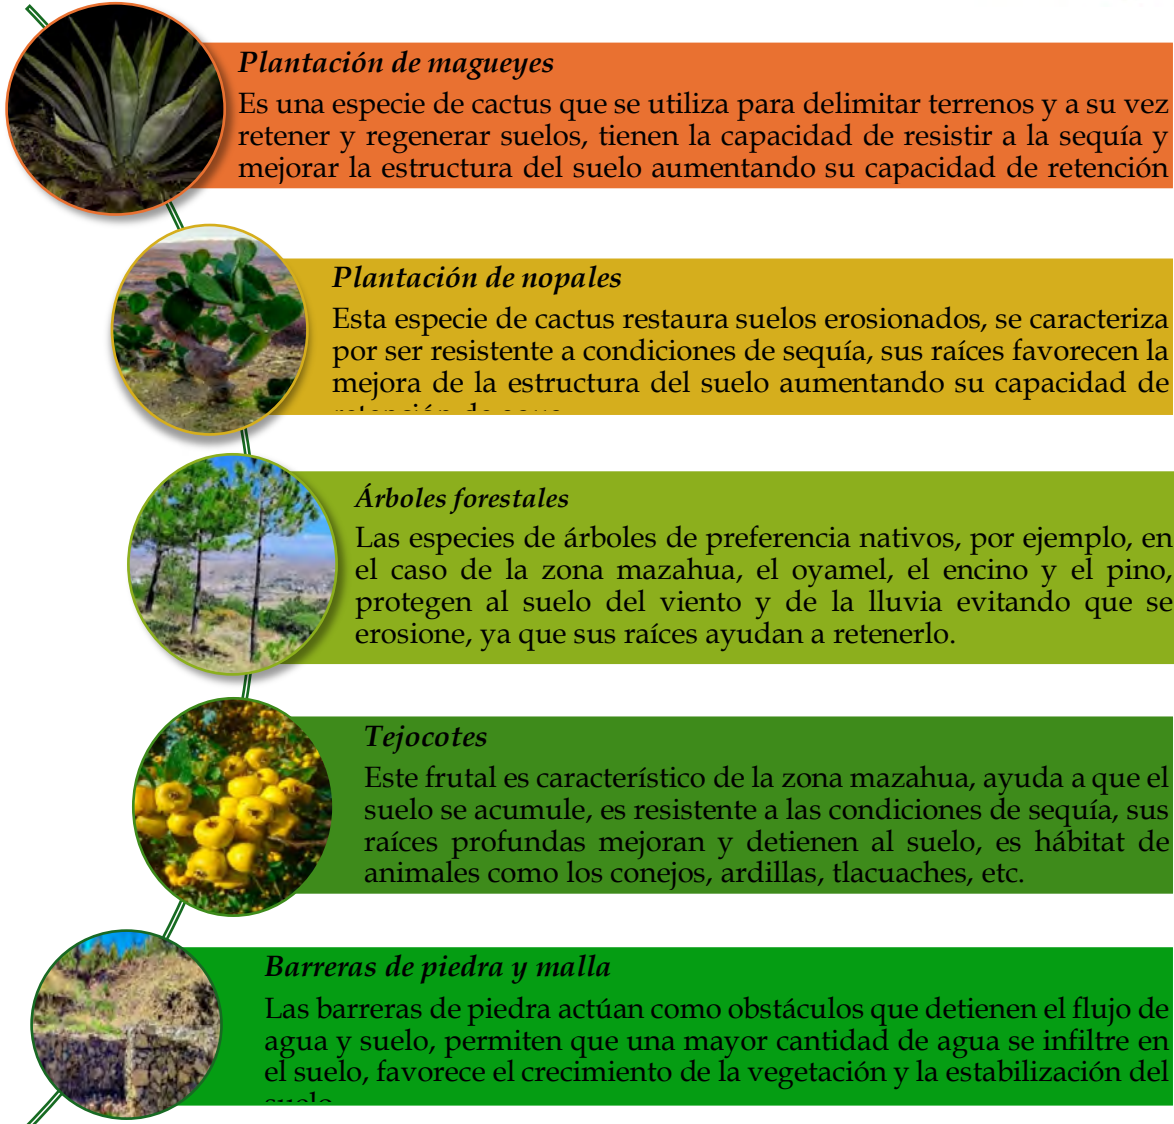 Plantación de magueyes
Es una especie de cactus que se utiliza para delimitar terrenos y a su vez
retener y regenerar suelos, tienen la capacidad de resistir a la sequía y
mejorar la estructura del suelo aumentando su capacidad de retención
Plantación de nopales
Esta especie de cactus restaura suelos erosionados, se caracteriza
por ser resistente a condiciones de sequía, sus raíces favorecen la
mejora de la estructura del suelo aumentando su capacidad de
retención de agua
Árboles forestales
Las especies de árboles de preferencia nativos, por ejemplo, en
el caso de la zona mazahua, el oyamel, el encino y el pino,
protegen al suelo del viento y de la lluvia evitando que se
erosione, ya que sus raíces ayudan a retenerlo.
Tejocotes
Este frutal es característico de la zona mazahua, ayuda a que el
suelo se acumule, es resistente a las condiciones de sequía, sus
raíces profundas mejoran y detienen al suelo, es hábitat de
animales como los conejos, ardillas, tlacuaches, etc.
Barreras de piedra y malla
Las barreras de piedra actúan como obstáculos que detienen el flujo de
agua y suelo, permiten que una mayor cantidad de agua se infiltre en
el suelo, favorece el crecimiento de la vegetación y la estabilización del
suelo